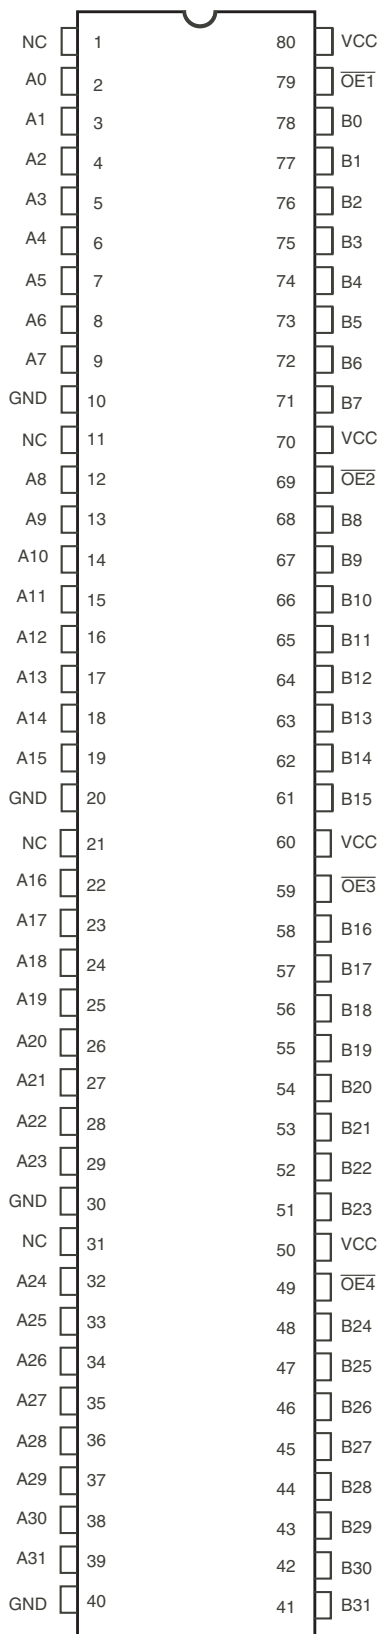 NC 1 80 VCC
A0 2 79 OE1
A1 3 78 B0
A2 4 77 B1
A3 5 76 B2
A4 6 75 B3
A5 7 74 B4
A6 8 73 B5
A7 9 72 B6
GND 10 71 B7
NC 11 70 VCC
A8 12 69 OE2
A9 13 68 B8
A10 14 67 B9
A11 15 66 B10
A12 16 65 B11
A13 17 64 B12
A14 18 63 B13
A15 19 62 B14
GND 20 61 B15
NC 21 60 VCC
A16 22 59 OE3
A17 23 58 B16
A18 24 57 B17
A19 25 56 B18
A20 26 55 B19
A21 27 54 B20
A22 28 53 B21
A23 29 52 B22
GND 30 51 B23
NC 31 50 VCC
A24 32 49 OE4
A25 33 48 B24
A26 34 47 B25
A27 35 46 B26
A28 36 45 B27
A29 37 44 B28
A30 38 43 B29
A31 39 42 B30
GND 40 41 B31